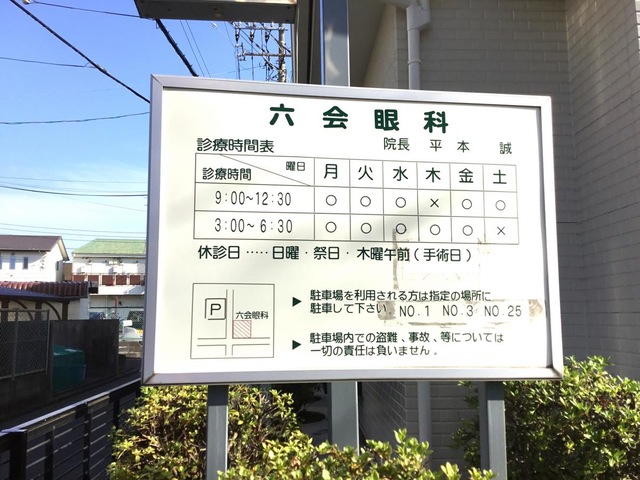 六会眼科
診療時間表 院長 平本 誠
曜日 診療時間 月 火 水 木 金 土
9:00~12:30 ○ ○ ○ × ○ ○
3:00~6:30 ○ ○ ○ ○ ○ ×
休診日‥‥‥日曜・祭日・木曜午前(手術日)
▶ 駐車場を利用される方は指定の場所に
駐車して下さい。 NO.1 NO.3 NO.25
P 六会眼科
▶ 駐車場内での盗難、事故、等については
一切の責任は負いません。